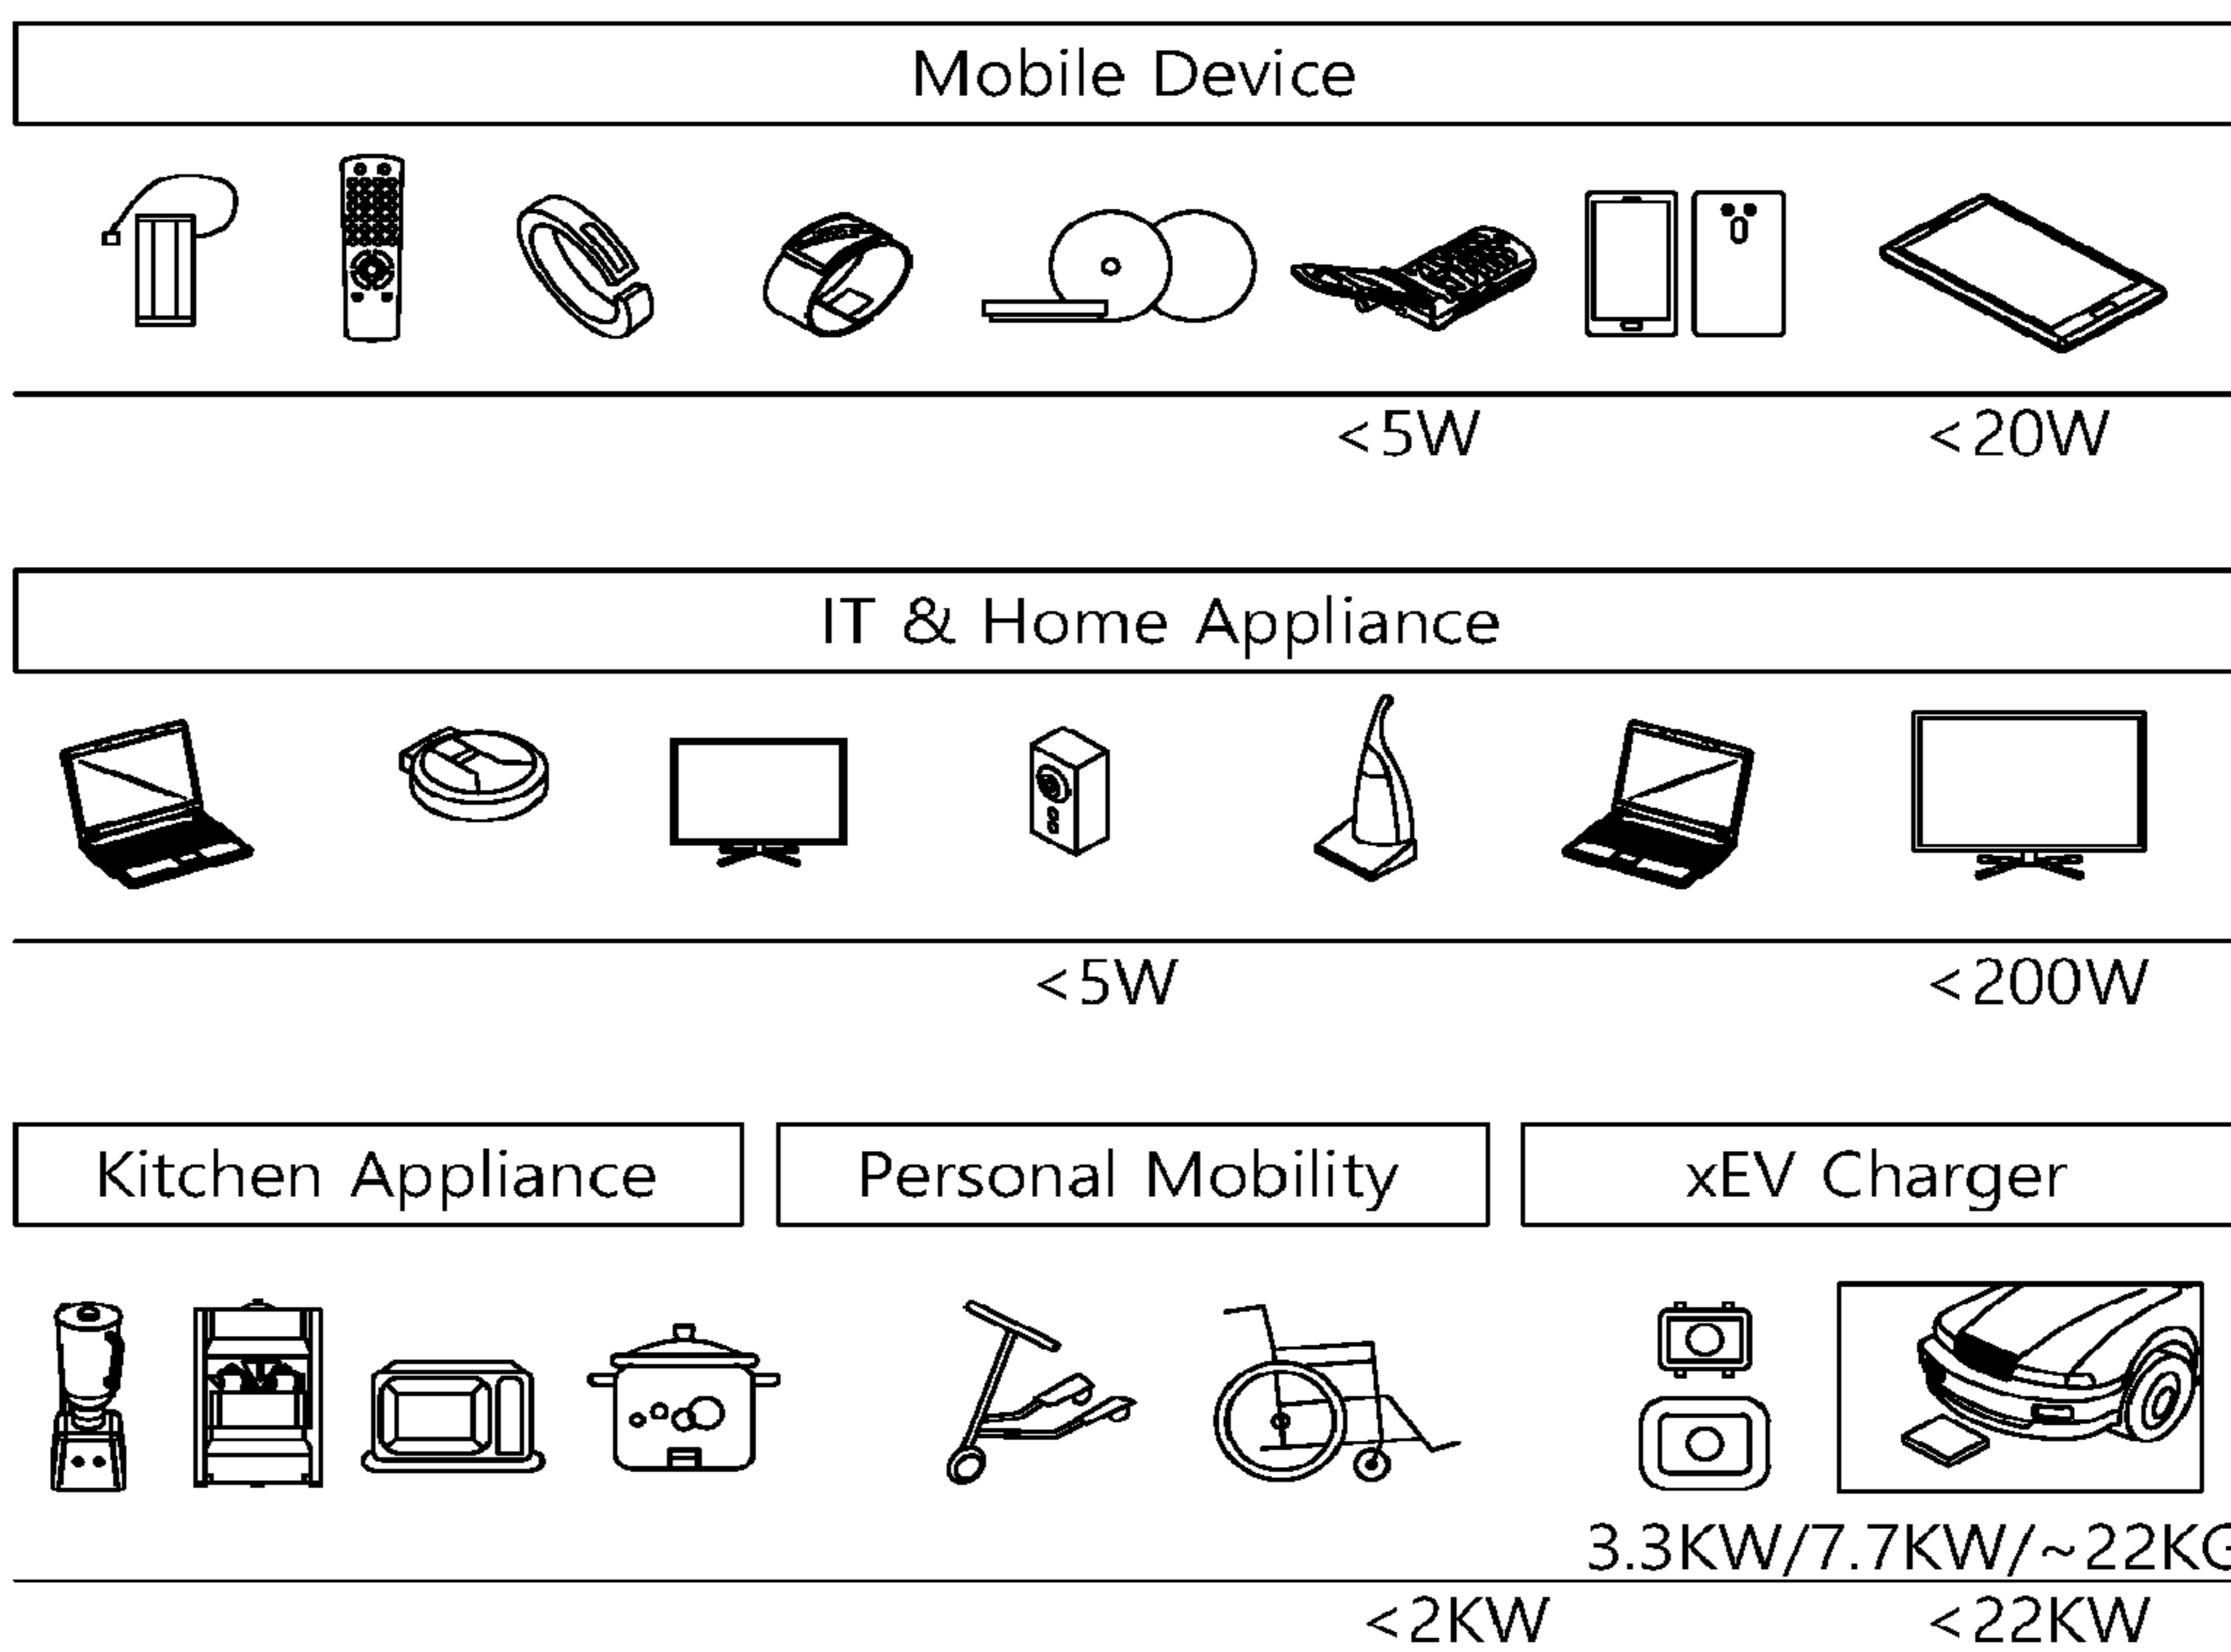 Mobile Device
<5W <20W
IT & Home Appliance
<5W <200W
Kitchen Appliance Personal Mobility xEV Charger
3.3KW/7.7KW/~22KG
<2KW <22KW